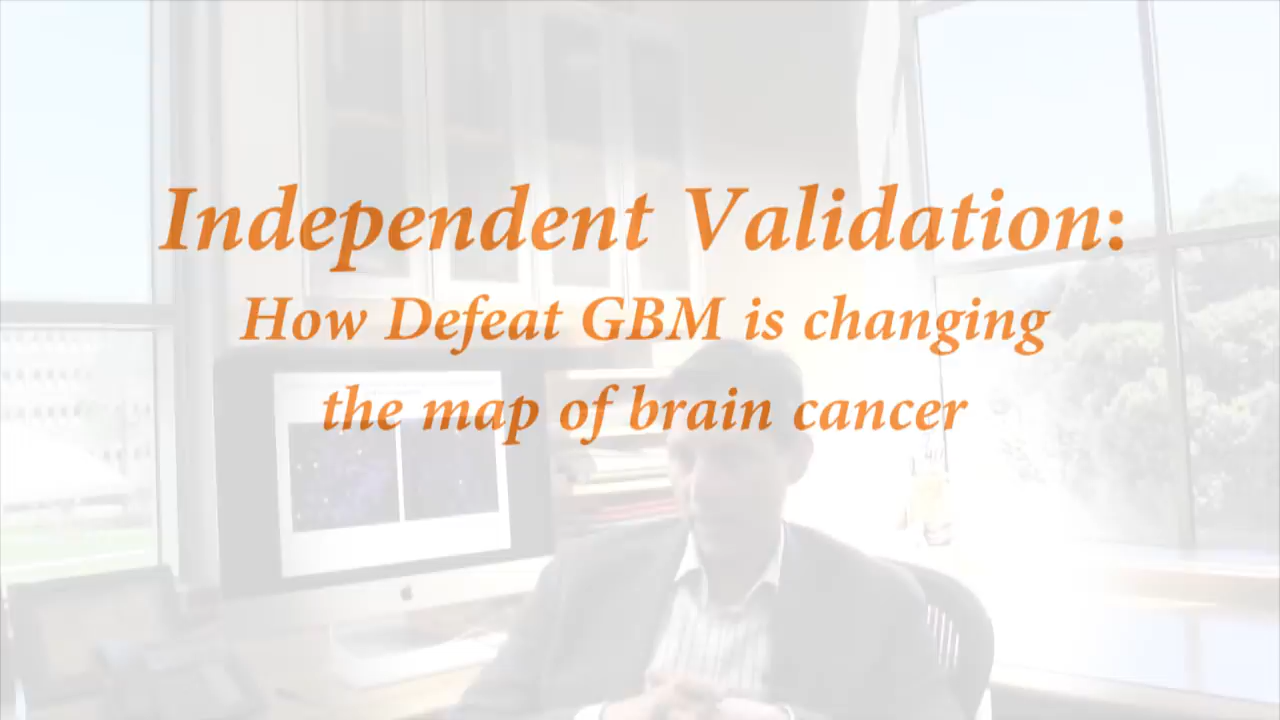 Independent Validation:
How Defeat GBM is changing
the map of brain cancer